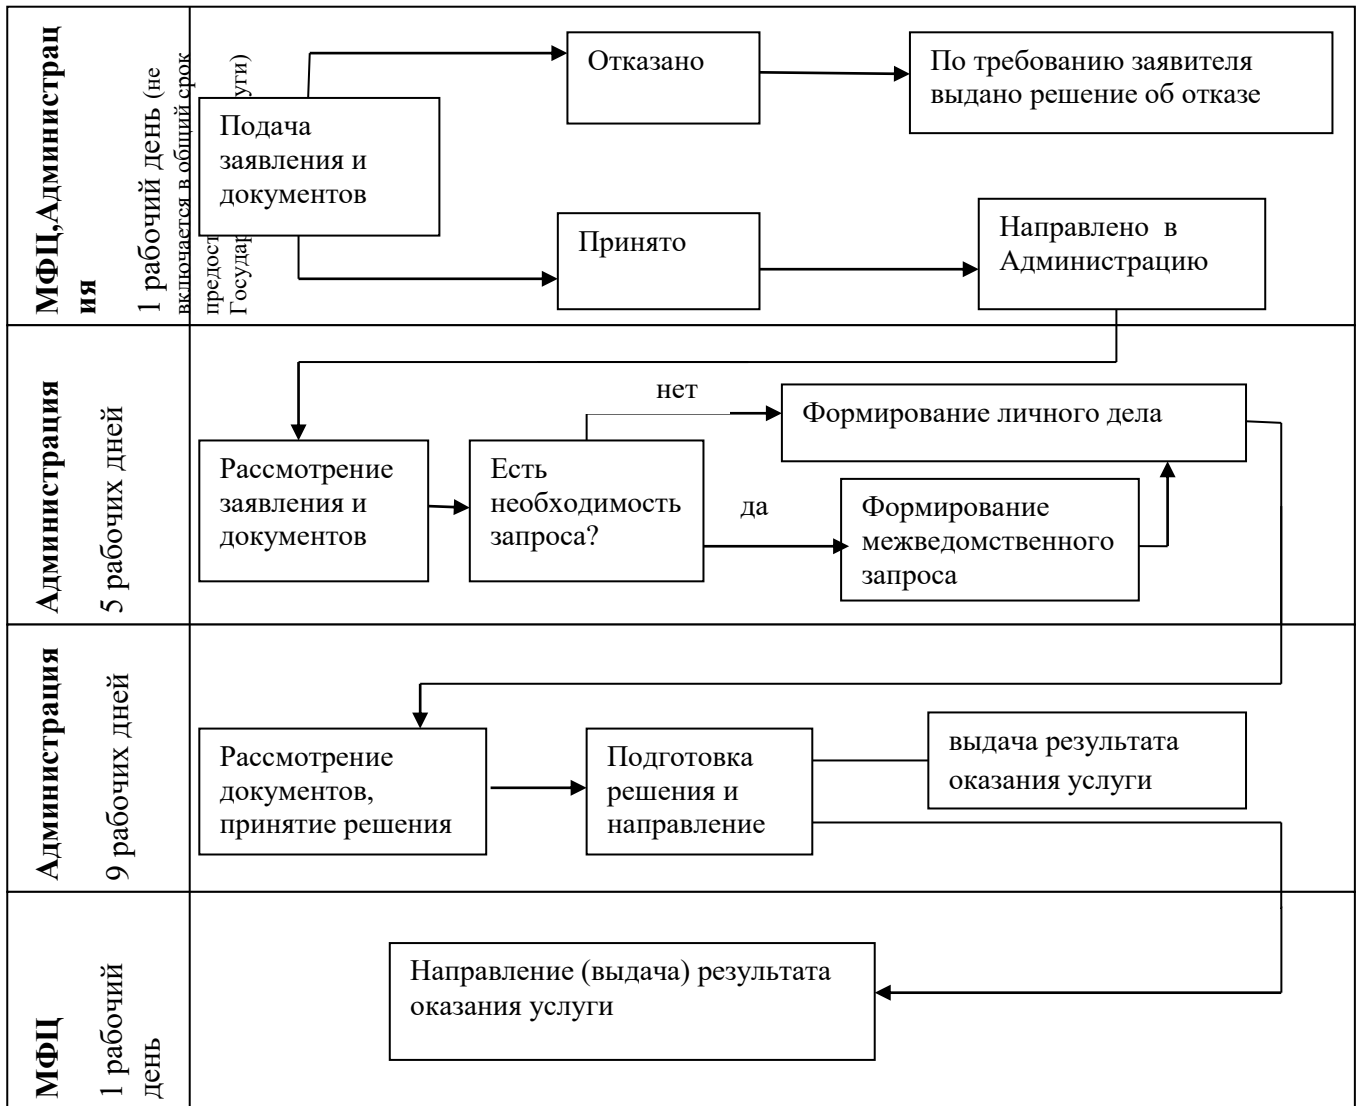 МФЦ,Администрац
ия
1 рабочий день (не
включается в общий срок
предост
Государ
уги)
Подача
заявления и
документов
Отказано
По требованию заявителя
выдано решение об отказе
Принято
Направлено в
Администрацию
Администрация
5 рабочих дней
Рассмотрение
заявления и
документов
Есть
необходимость
запроса?
нет
да
Формирование личного дела
Формирование
межведомственного
запроса
Администрация
9 рабочих дней
Рассмотрение
документов,
принятие решения
Подготовка
решения и
направление
выдача результата
оказания услуги
МФЦ
1 рабочий
день
Направление (выдача) результата
оказания услуги